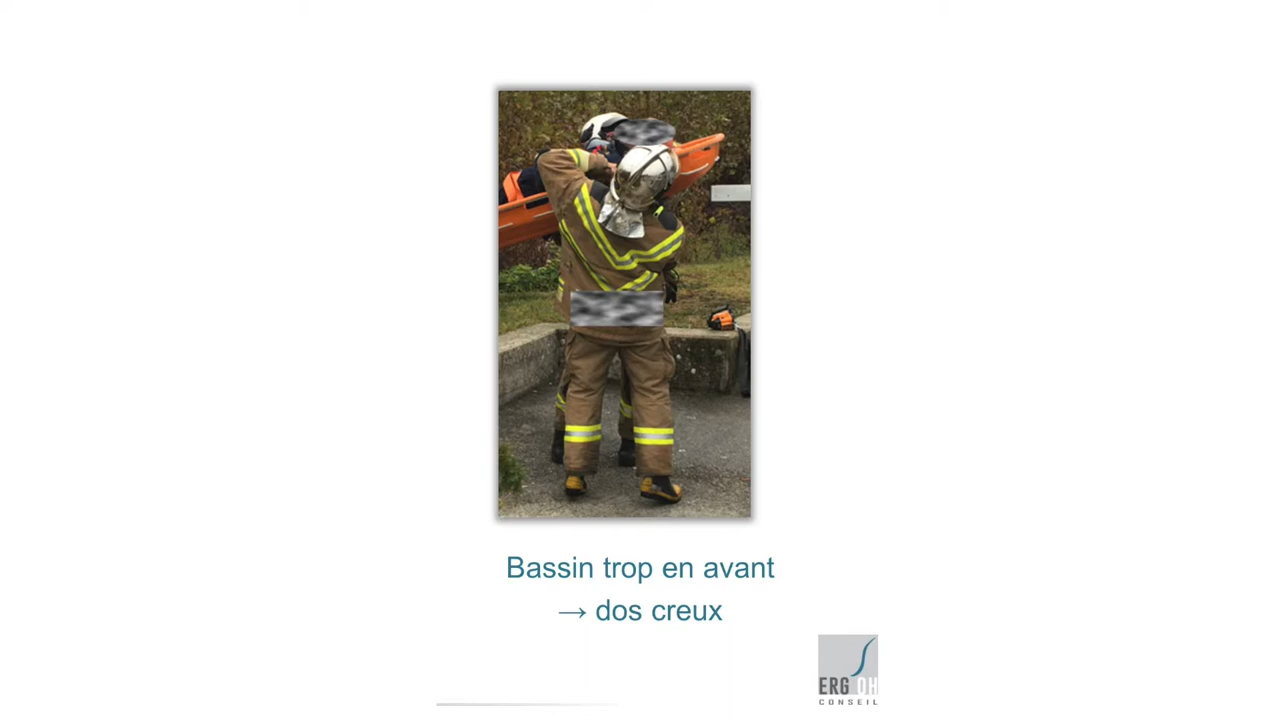 Bassin trop en avant
→ dos creux
ERG OH
CONSEIL